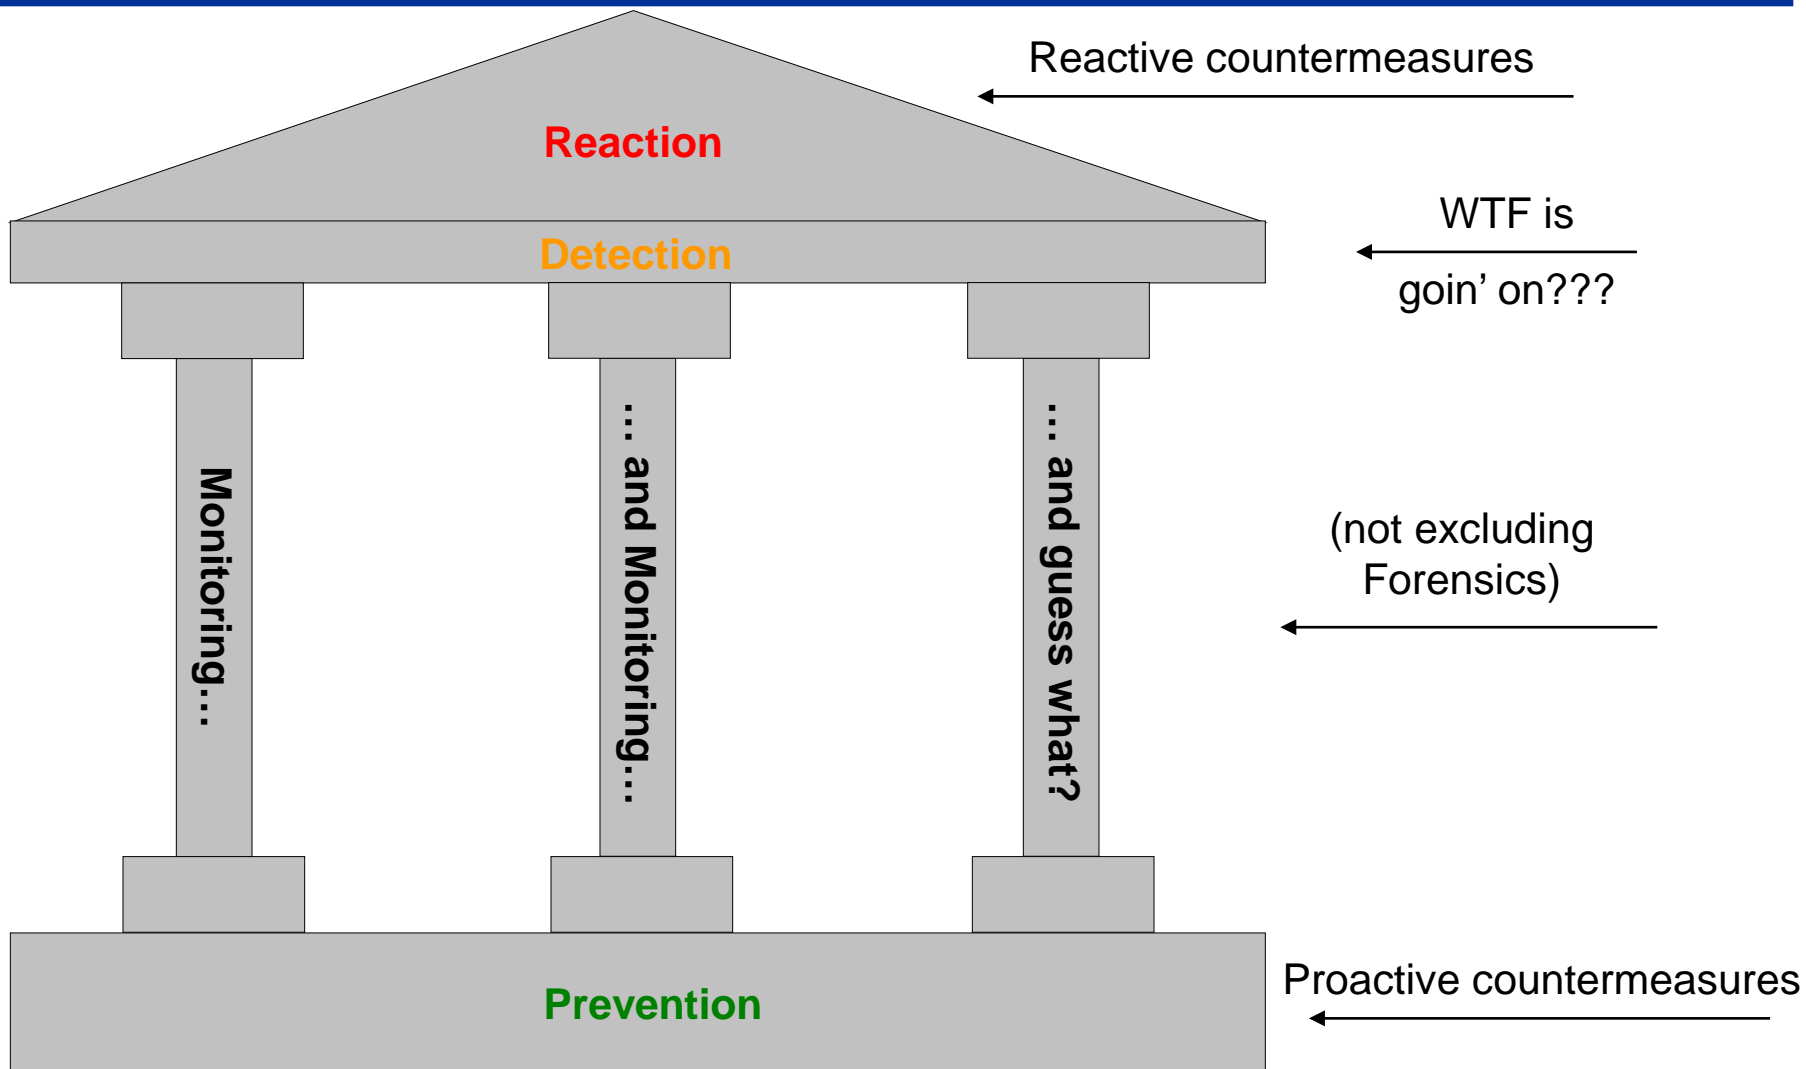 Reactive countermeasures
Reaction
WTF is
goin’ on???
Detection
Monitoring…
… and Monitoring…
… and guess what?
(not excluding
Forensics)
Proactive countermeasures
Prevention